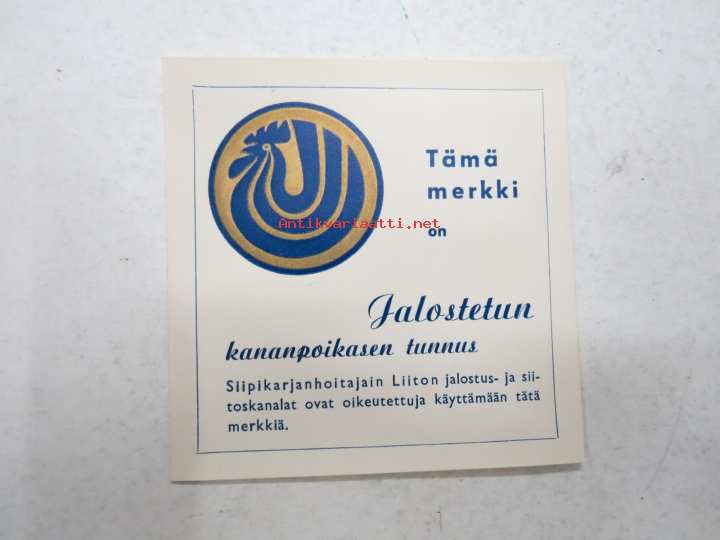 Tämä
merkki
on
Antikvariaatti.net
Jalostetun
kananpoikasen tunnus
Siipikarjanhoitajain Liiton jalostus- ja sii-
toskanalat ovat oikeutettuja käyttämään tätä
merkkiä.